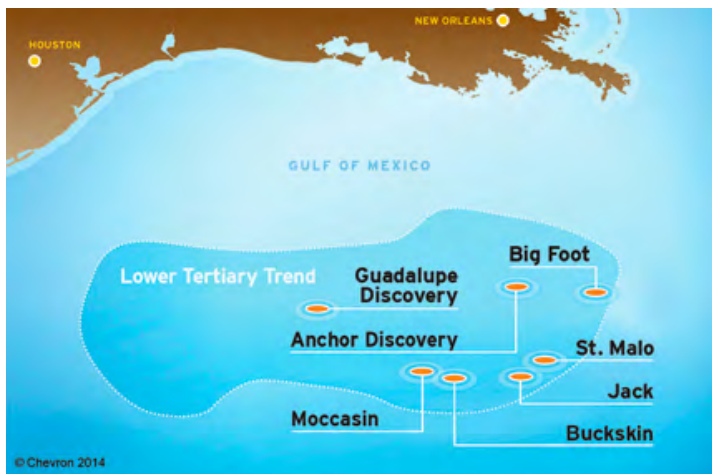 NEW ORLEANS
HOUSTON
GULF OF MEXICO
Big Foot
Lower Tertiary Trend
Guadalupe
Discovery
Anchor Discovery
St. Malo
Jack
Moccasin
Buckskin
© Chevron 2014